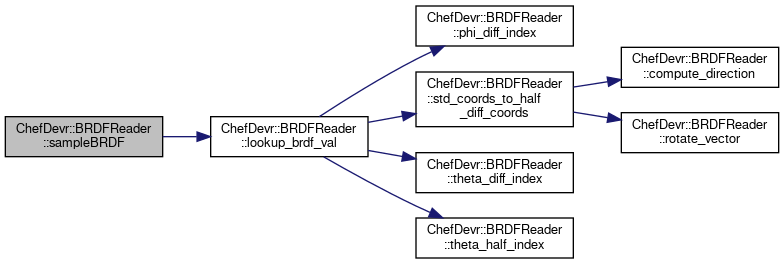 ChefDevr::BRDFReader
::sampleBRDF
ChefDevr::BRDFReader
::lookup_brdf_val
ChefDevr::BRDFReader
::phi_diff_index
ChefDevr::BRDFReader
::std_coords_to_half
_diff_coords
ChefDevr::BRDFReader
::theta_diff_index
ChefDevr::BRDFReader
::theta_half_index
ChefDevr::BRDFReader
::compute_direction
ChefDevr::BRDFReader
::rotate_vector